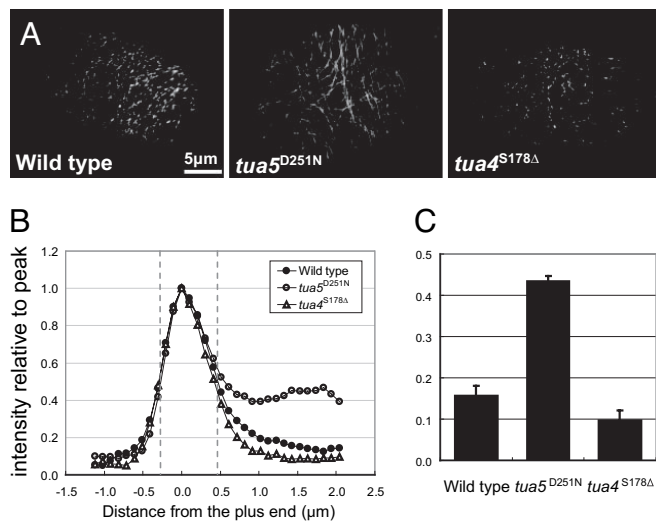 A
Wild type
5μm
tua5D251N
tua4S178Δ
B
intensity relative to peak
1.2
1.0
0.8
0.6
0.4
0.2
0.0
-1.5 -1.0 -0.5 0.0 0.5 1.0 1.5 2.0 2.5
Distance from the plus end (μm)
Wild type
tua5D251N
tua4S178Δ
C
0.5
0.4
0.3
0.2
0.1
0.0
Wild type tua5D251N tua4S178Δ